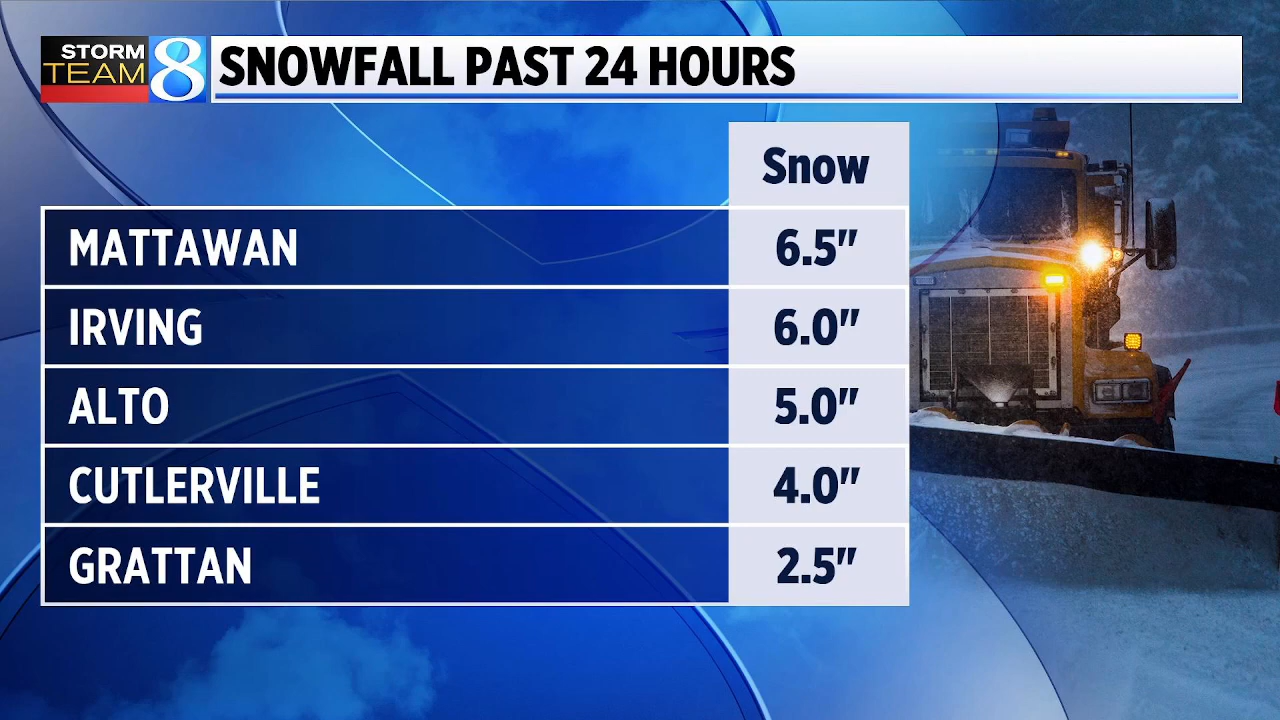 STORM
TEAM 8
SNOWFALL PAST 24 HOURS
Snow
MATTAWAN 6.5"
IRVING 6.0"
ALTO 5.0"
CUTLERVILLE 4.0"
GRATTAN 2.5"